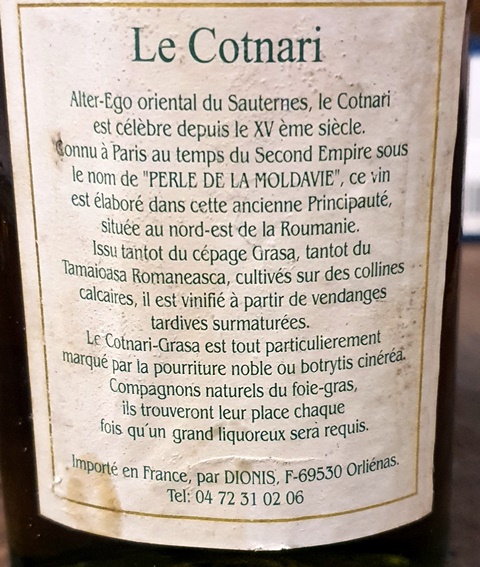 Le Cotnari
Alter-Ego oriental du Sauternes, le Cotnari
est célèbre depuis le XV ème siècle.
Connu à Paris au temps du Second Empire sous
le nom de "PERLE DE LA MOLDAVIE", ce vin
est élaboré dans cette ancienne Principauté,
située au nord-est de la Roumanie.
Issu tantot du cépage Grasa, tantot du
Tamaioasa Romaneasca, cultivés sur des collines
calcaires, il est vinifié à partir de vendanges
tardives surmaturées.
Le Cotnari-Grasa est tout particulierement
marqué par la pourriture noble ou botrytis cinéréa.
Compagnons naturels du foie-gras,
ils trouveront leur place chaque
fois qu'un grand liquoreux sera requis.
Importé en France, par DIONIS, F-69530 Orliénas.
Tel: 04 72 31 02 06